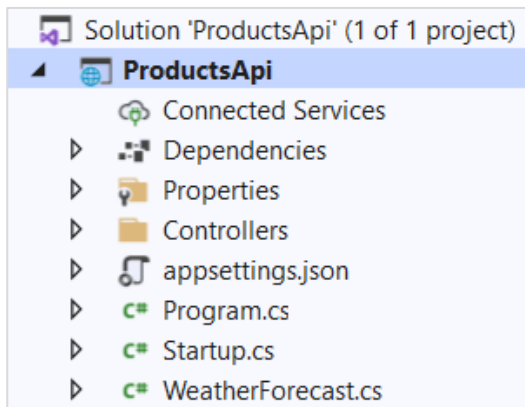 Solution 'ProductsApi' (1 of 1 project)
ProductsApi
Connected Services
Dependencies
Properties
Controllers
appsettings.json
C# Program.cs
C# Startup.cs
C# WeatherForecast.cs